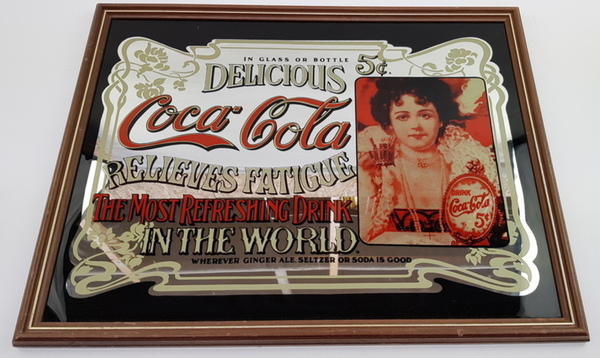 IN GLASS OR BOTTLE
DELICIOUS 5¢.
Coca-Cola
RELIEVES FATIGUE
THE MOST REFRESHING DRINK
IN THE WORLD.
WHEREVER GINGER ALE, SELTZER OR SODA IS GOOD
DRINK
Coca-Cola
5¢